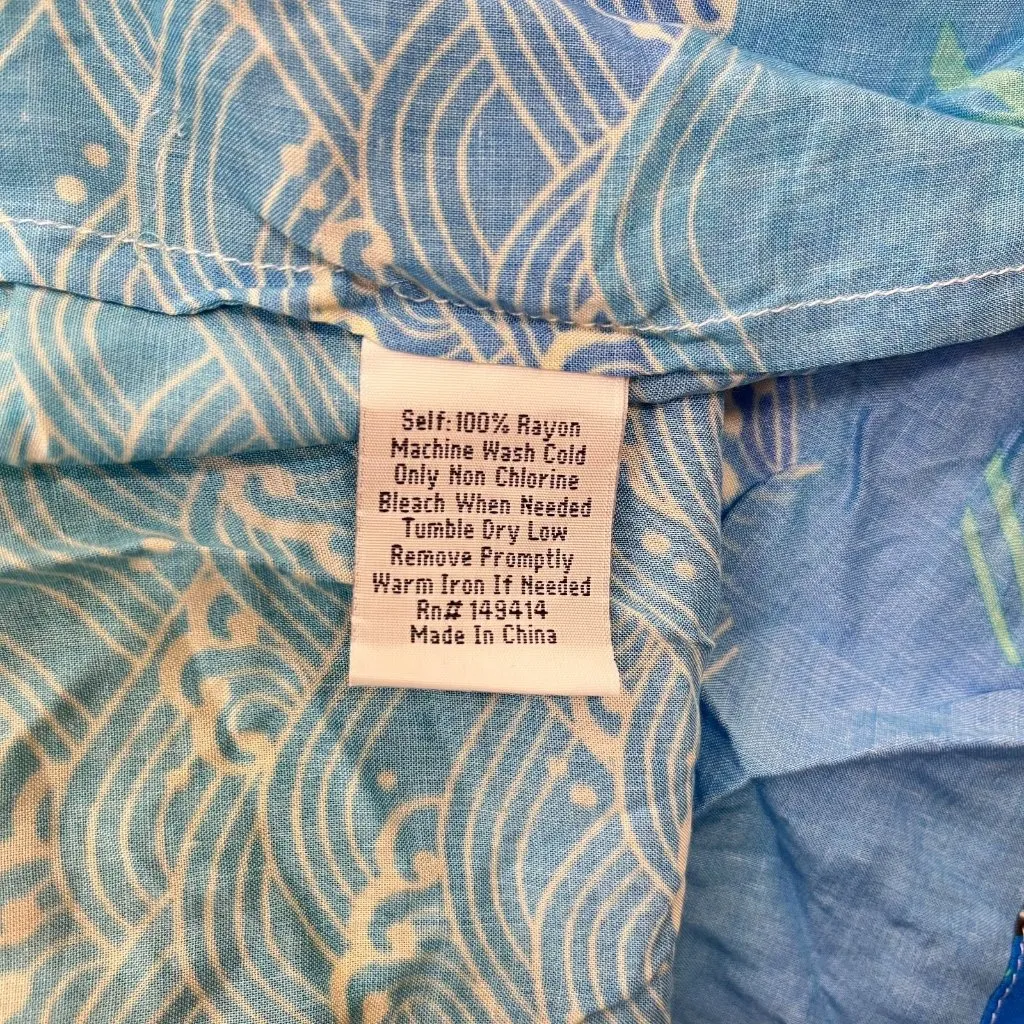 Self: 100% Rayon
Machine Wash Cold
Only Non Chlorine
Bleach When Needed
Tumble Dry Low
Remove Promptly
Warm Iron If Needed
Rn# 149414
Made In China